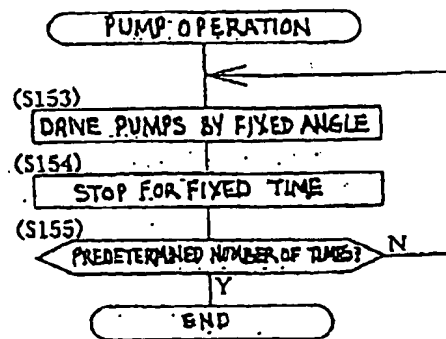 PUMP OPERATION
(S153)
DRIVE PUMPS BY FIXED ANGLE
(S154)
STOP FOR FIXED TIME
(S155)
PREDETERMINED NUMBER OF TIMES? N
Y
END